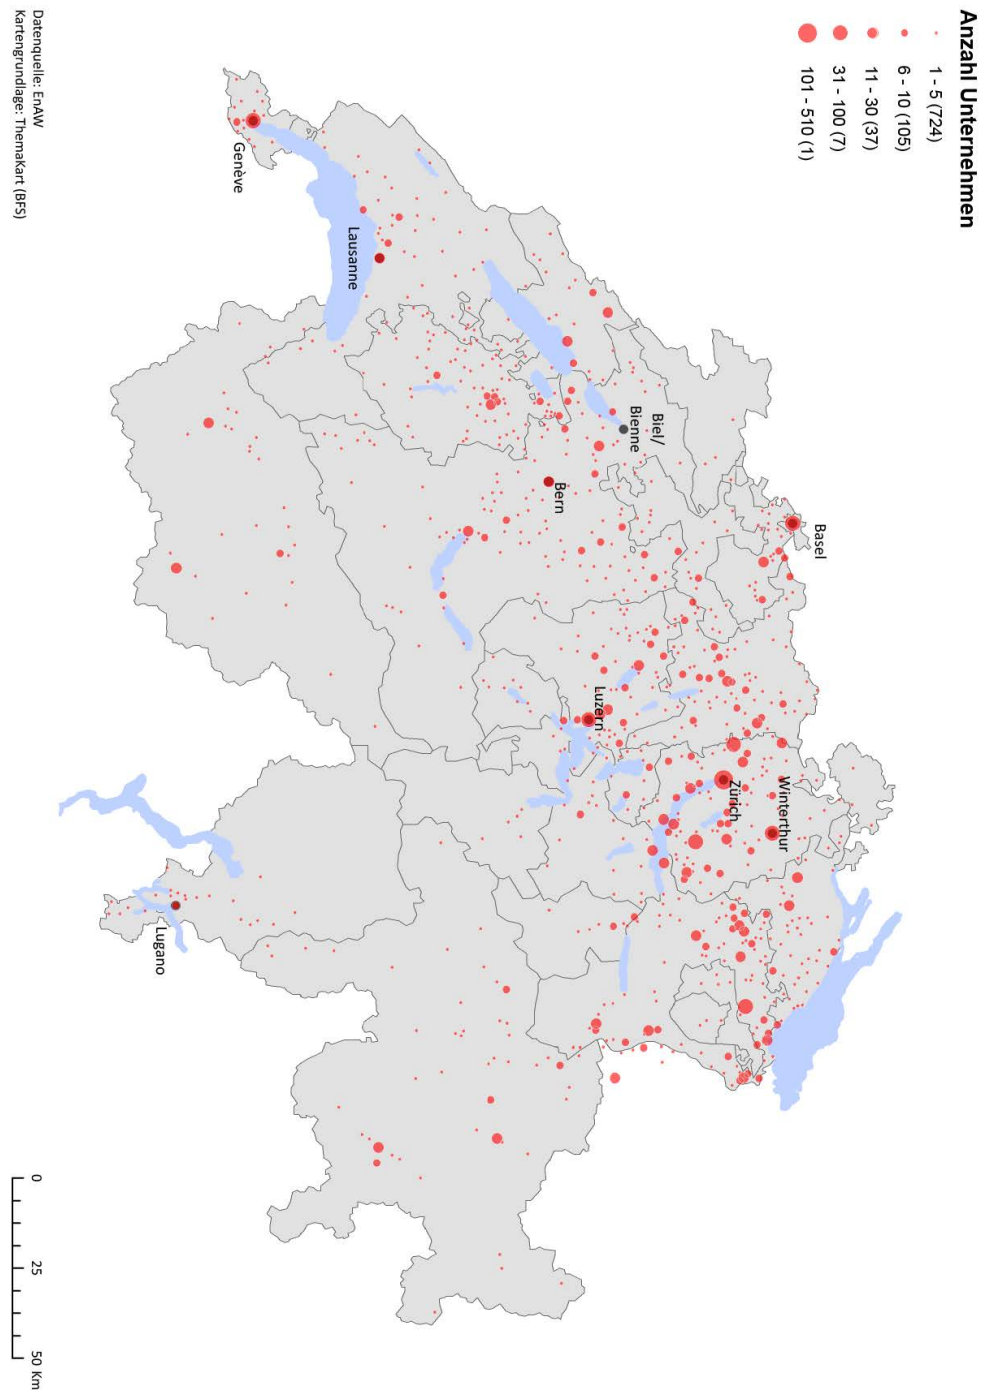 Anzahl Unternehmen
1 - 5 (724)
6 - 10 (105)
11 - 30 (37)
31 - 100 (7)
101 - 510 (1)
Basel
Winterthur
Zürich
Biel/
Bienne
Luzern
Bern
Lausanne
Genève
Lugano
Datenquelle: EnAW
Kartengrundlage: ThemaKart (BFS)
0 25 50 Km